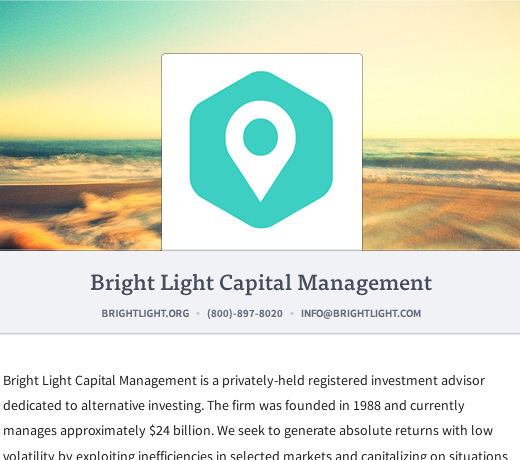 Bright Light Capital Management
BRIGHTLIGHT.ORG • (800)-897-8020 • INFO@BRIGHTLIGHT.COM
Bright Light Capital Management is a privately-held registered investment advisor
dedicated to alternative investing. The firm was founded in 1988 and currently
manages approximately $24 billion. We seek to generate absolute returns with low
volatility by exploiting inefficiencies in selected markets and capitalizing on situations